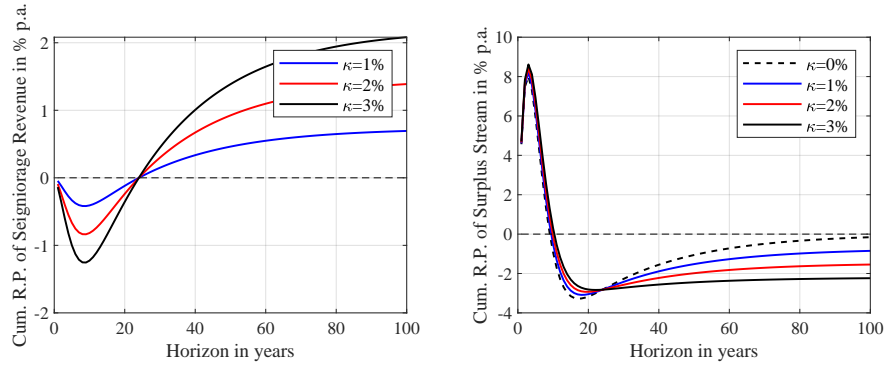 Cum. R.P. of Seigniorage Revenue in % p.a.
2
1
0
-1
-2
0
20
40
60
80
100
Horizon in years
κ=1%
κ=2%
κ=3%
Cum. R.P. of Surplus Stream in % p.a.
10
8
6
4
2
0
-2
-4
0
20
40
60
80
100
Horizon in years
κ=0%
κ=1%
κ=2%
κ=3%